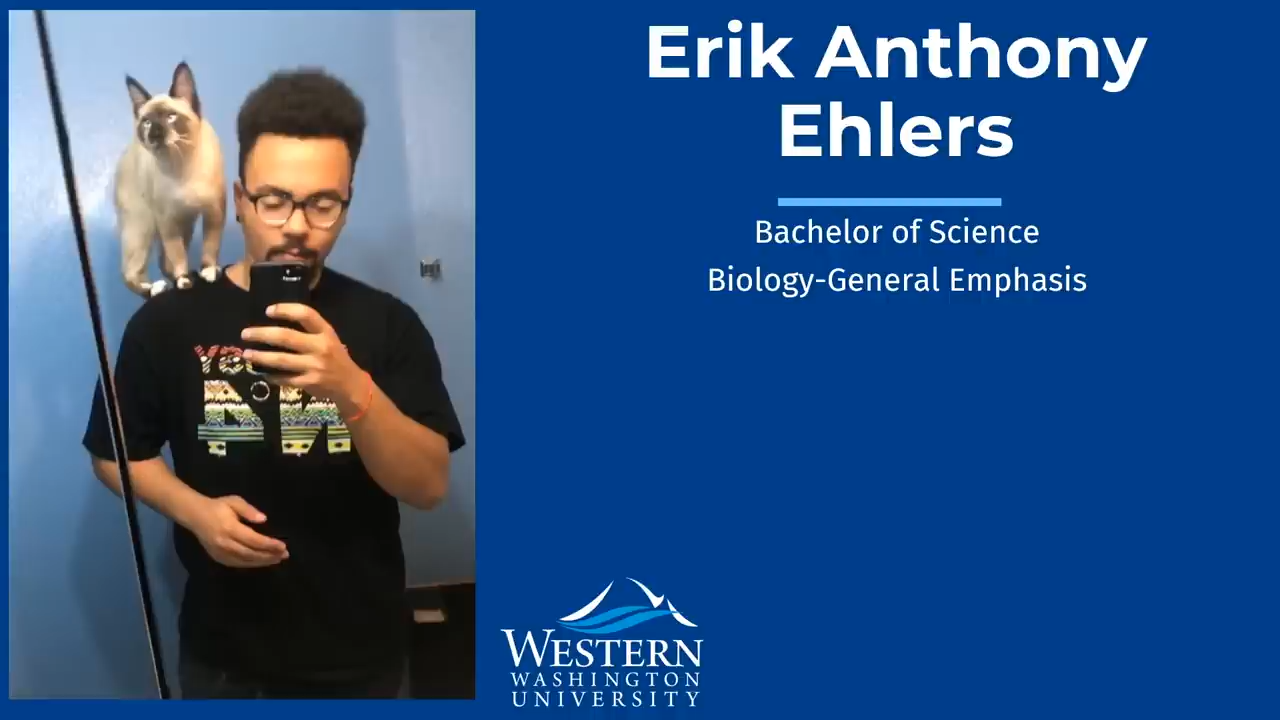 Erik Anthony
Ehlers
Bachelor of Science
Biology-General Emphasis
WESTERN
WASHINGTON
UNIVERSITY